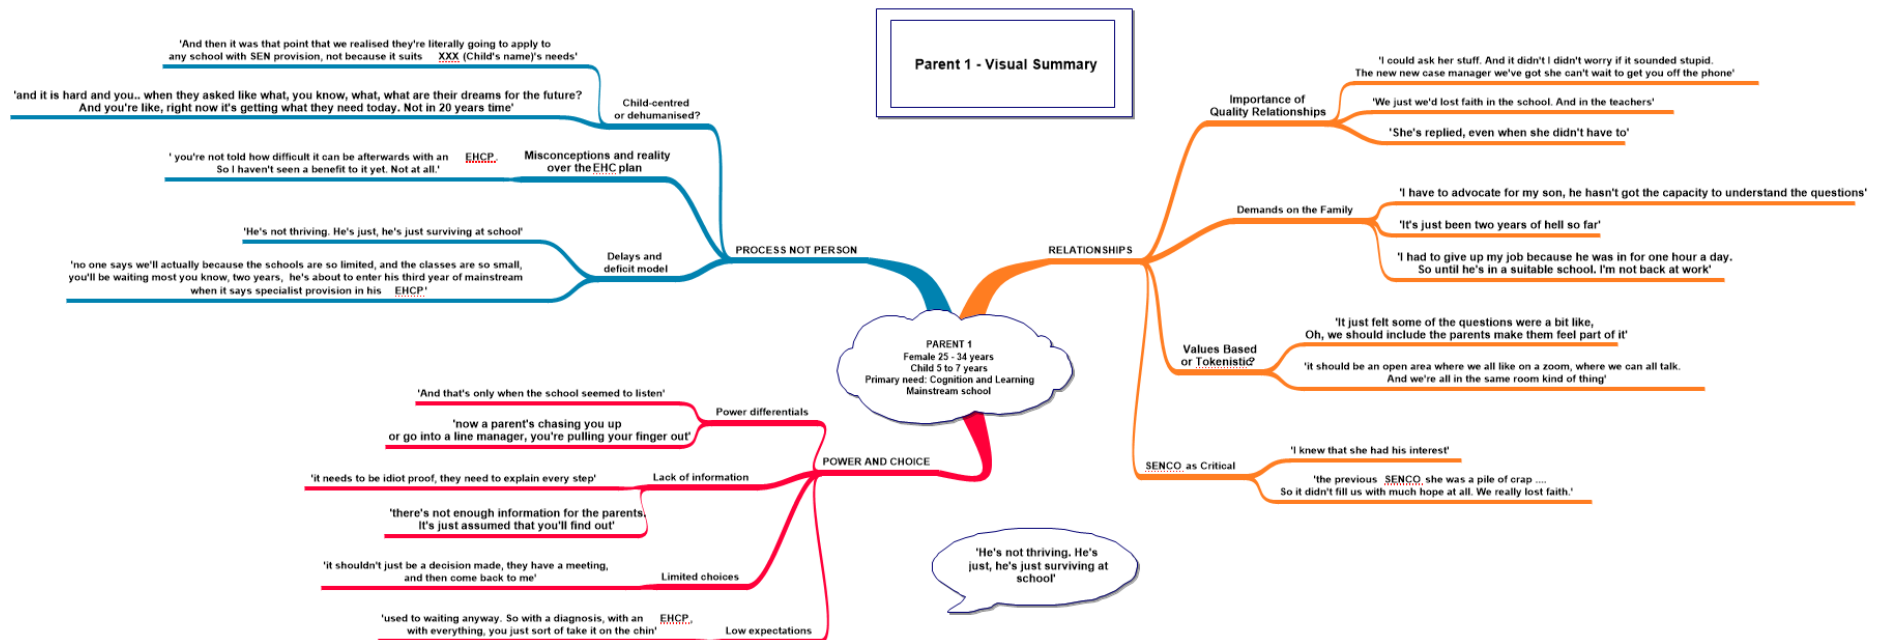 Parent 1 - Visual Summary
'And then it was that point that we realised they're literally going to apply to
any school with SEN provision, not because it suits XXX (Child's name)'s needs'
'and it is hard and you.. when they asked like what, you know, what, what are their dreams for the future?
And you're like, right now it's getting what they need today. Not in 20 years time'
Child-centred
or dehumanised?
' you're not told how difficult it can be afterwards with an EHCP.
So I haven't seen a benefit to it yet. Not at all.'
Misconceptions and reality
over the EHC plan
'He's not thriving. He's just, he's just surviving at school'
'no one says we'll actually because the schools are so limited, and the classes are so small,
you'll be waiting most you know, two years, he's about to enter his third year of mainstream
when it says specialist provision in his EHCP'
Delays and
deficit model
PROCESS NOT PERSON
RELATIONSHIPS
Importance of
Quality Relationships
'I could ask her stuff. And it didn't I didn't worry if it sounded stupid.
The new new case manager we've got she can't wait to get you off the phone'
'We just we'd lost faith in the school. And in the teachers'
'She's replied, even when she didn't have to'
Demands on the Family
'I have to advocate for my son, he hasn't got the capacity to understand the questions'
'It's just been two years of hell so far'
'I had to give up my job because he was in for one hour a day.
So until he's in a suitable school. I'm not back at work'
Values Based
or Tokenistic?
'It just felt some of the questions were a bit like,
Oh, we should include the parents make them feel part of it'
'it should be an open area where we all like on a zoom, where we can all talk.
And we're all in the same room kind of thing'
SENCO as Critical
'I knew that she had his interest'
'the previous SENCO she was a pile of crap ....
So it didn't fill us with much hope at all. We really lost faith.'
PARENT 1
Female 25 - 34 years
Child 5 to 7 years
Primary need: Cognition and Learning
Mainstream school
POWER AND CHOICE
Power differentials
'And that's only when the school seemed to listen'
'now a parent's chasing you up
or go into a line manager, you're pulling your finger out'
Lack of information
'it needs to be idiot proof, they need to explain every step'
'there's not enough information for the parents.
It's just assumed that you'll find out'
Limited choices
'it shouldn't just be a decision made, they have a meeting,
and then come back to me'
Low expectations
'used to waiting anyway. So with a diagnosis, with an EHCP,
with everything, you just sort of take it on the chin'
'He's not thriving. He's
just, he's just surviving at
school'